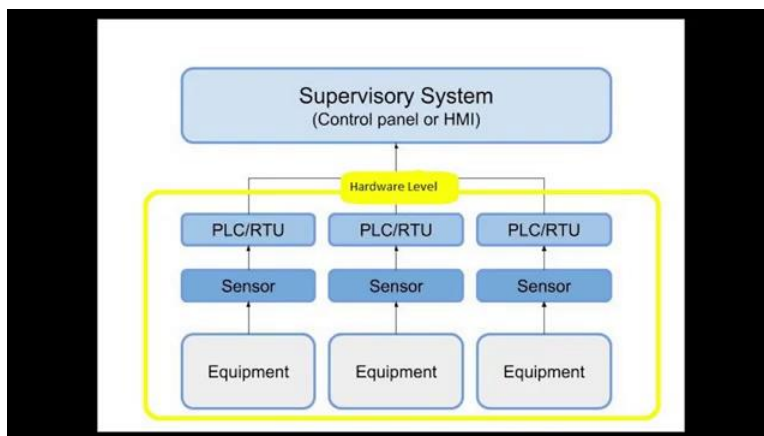 Supervisory System
(Control panel or HMI)
Hardware Level
PLC/RTU
PLC/RTU
PLC/RTU
Sensor
Sensor
Sensor
Equipment
Equipment
Equipment